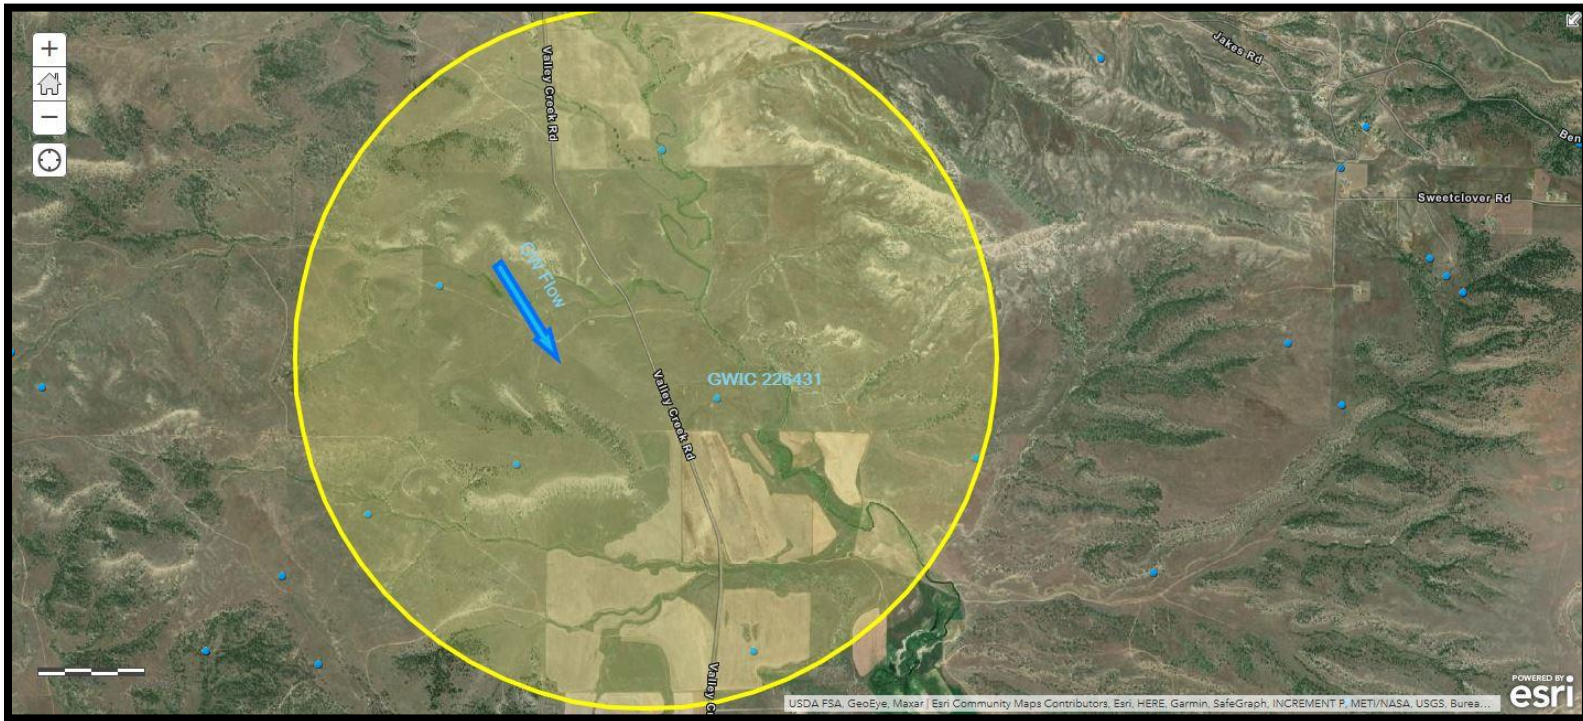 +
−
Valley Creek Rd
Jakes Rd
Ben
Sweetclover Rd
GW Flow
GWIC 226431
Valley Creek Rd
Valley Cr
USDA FSA, GeoEye, Maxar | Esri Community Maps Contributors, Esri, HERE, Garmin, SafeGraph, INCREMENT P, METI/NASA, USGS, Burea...
POWERED BY
esri